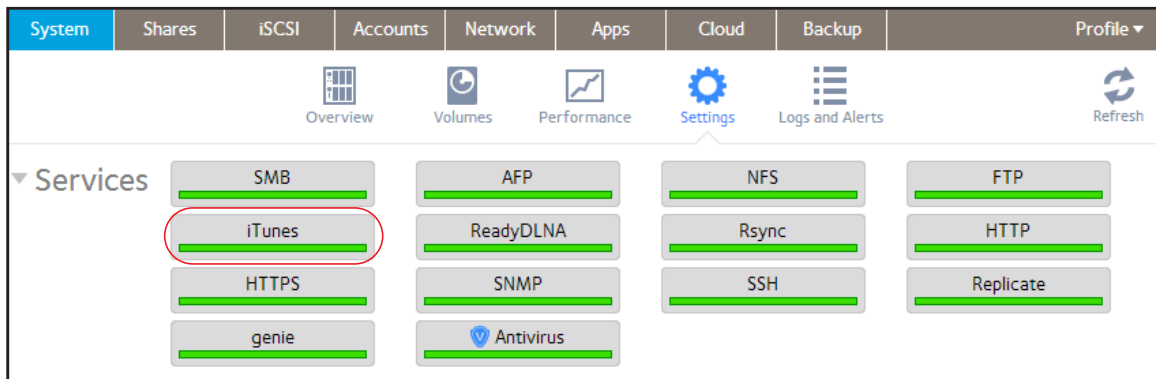 System Shares iSCSI Accounts Network Apps Cloud Backup Profile
Overview Volumes Performance Settings Logs and Alerts Refresh
Services
SMB AFP NFS FTP
iTunes ReadyDLNA Rsync HTTP
HTTPS SNMP SSH Replicate
genie Antivirus